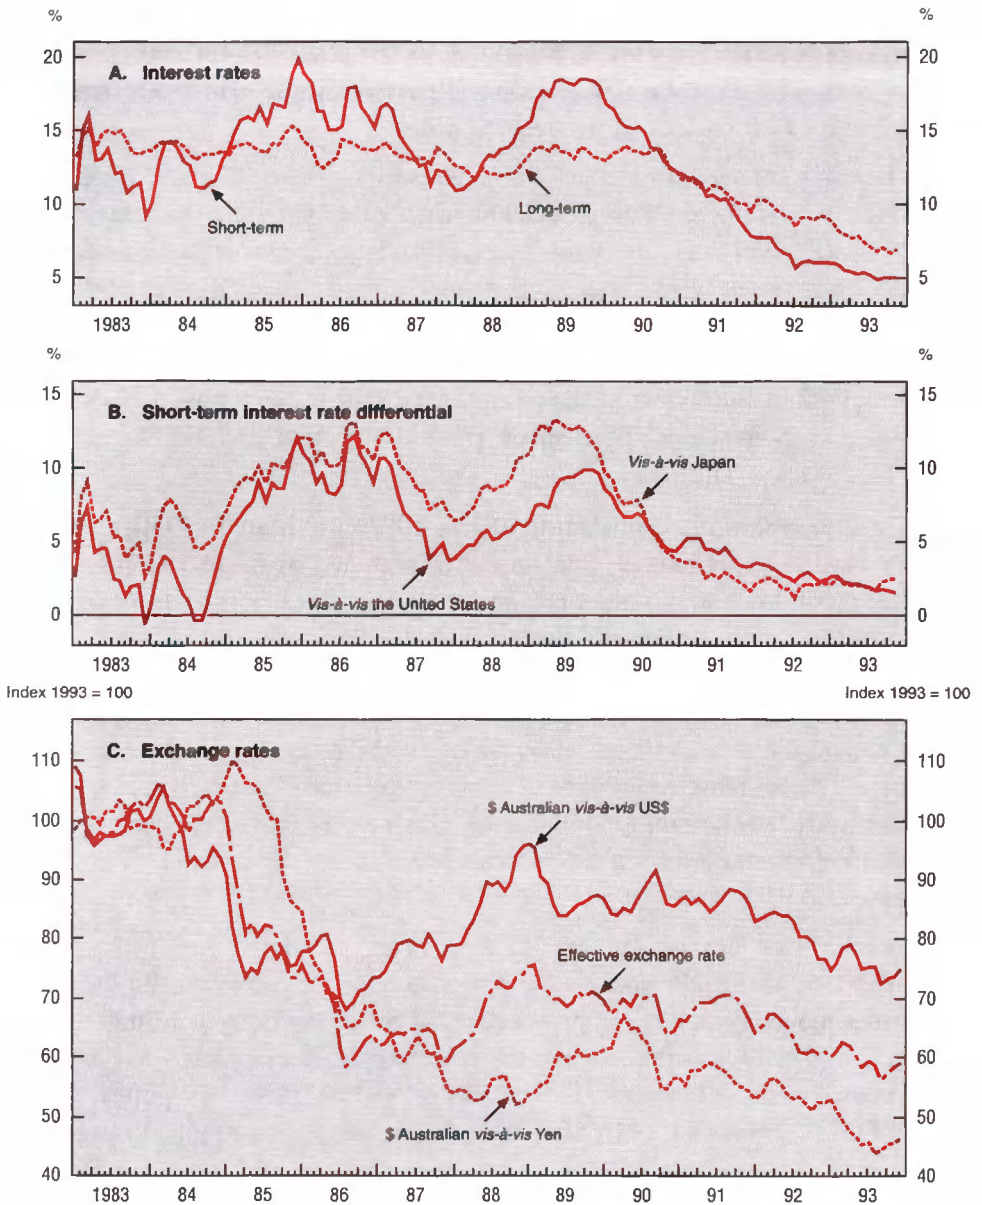 % %
A. Interest rates
20 20
15 15
10 10
5 5
Short-term
Long-term
1983 84 85 86 87 88 89 90 91 92 93
% %
B. Short-term interest rate differential
15 15
10 10
5 5
0 0
Vis-à-vis Japan
Vis-à-vis the United States
1983 84 85 86 87 88 89 90 91 92 93
Index 1993 = 100 Index 1993 = 100
C. Exchange rates
110 110
100 100
90 90
80 80
70 70
60 60
50 50
40 40
$ Australian vis-à-vis US$
Effective exchange rate
$ Australian vis-à-vis Yen
1983 84 85 86 87 88 89 90 91 92 93